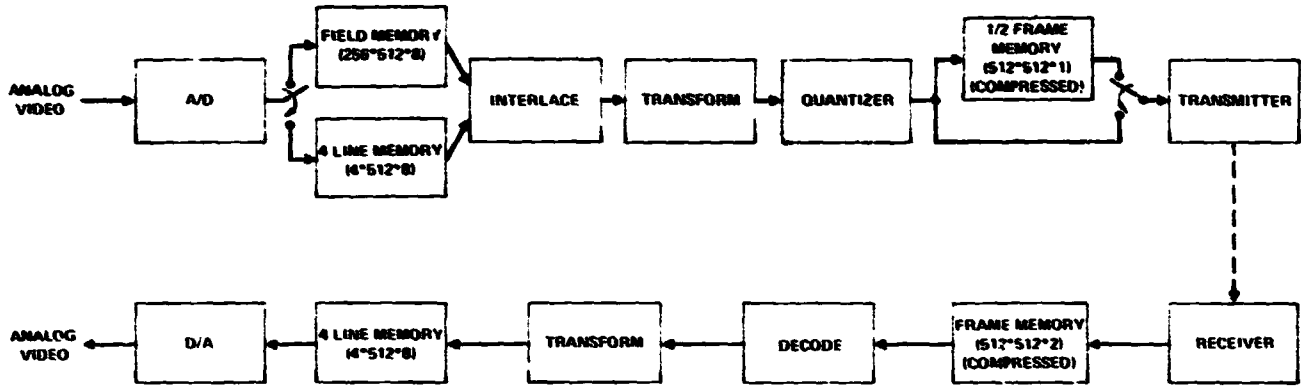 ANALOG
VIDEO
A/D
FIELD MEMORY
(256*512*8)
4 LINE MEMORY
(4*512*8)
INTERLACE
TRANSFORM
QUANTIZER
1/2 FRAME
MEMORY
(512*512*1)
(COMPRESSED)
TRANSMITTER
ANALOG
VIDEO
D/A
4 LINE MEMORY
(4*512*8)
TRANSFORM
DECODE
FRAME MEMORY
(512*512*2)
(COMPRESSED)
RECEIVER